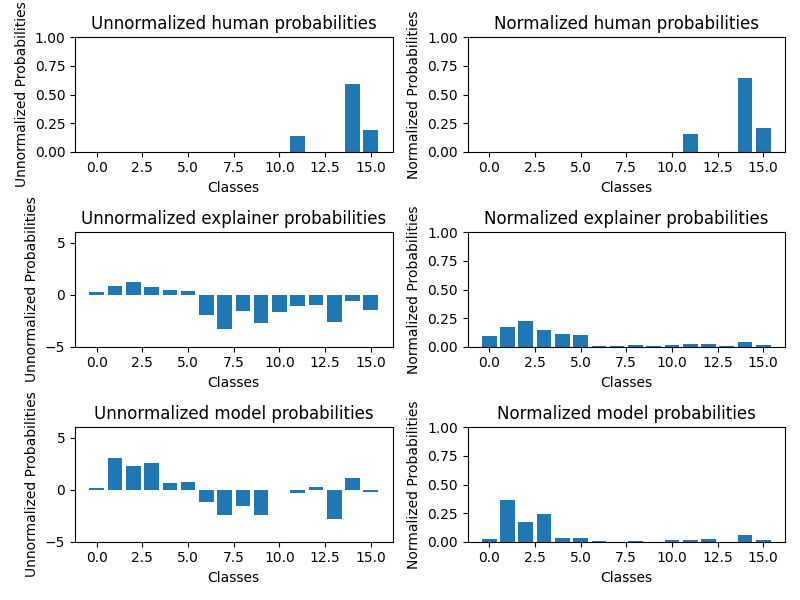 Unnormalized human probabilities
Unnormalized Probabilities
1.00
0.75
0.50
0.25
0.00
0.0 2.5 5.0 7.5 10.0 12.5 15.0
Classes
Normalized human probabilities
Normalized Probabilities
1.00
0.75
0.50
0.25
0.00
0.0 2.5 5.0 7.5 10.0 12.5 15.0
Classes
Unnormalized explainer probabilities
Unnormalized Probabilities
5
0
−5
0.0 2.5 5.0 7.5 10.0 12.5 15.0
Classes
Normalized explainer probabilities
Normalized Probabilities
1.00
0.75
0.50
0.25
0.00
0.0 2.5 5.0 7.5 10.0 12.5 15.0
Classes
Unnormalized model probabilities
Unnormalized Probabilities
5
0
−5
0.0 2.5 5.0 7.5 10.0 12.5 15.0
Classes
Normalized model probabilities
Normalized Probabilities
1.00
0.75
0.50
0.25
0.00
0.0 2.5 5.0 7.5 10.0 12.5 15.0
Classes